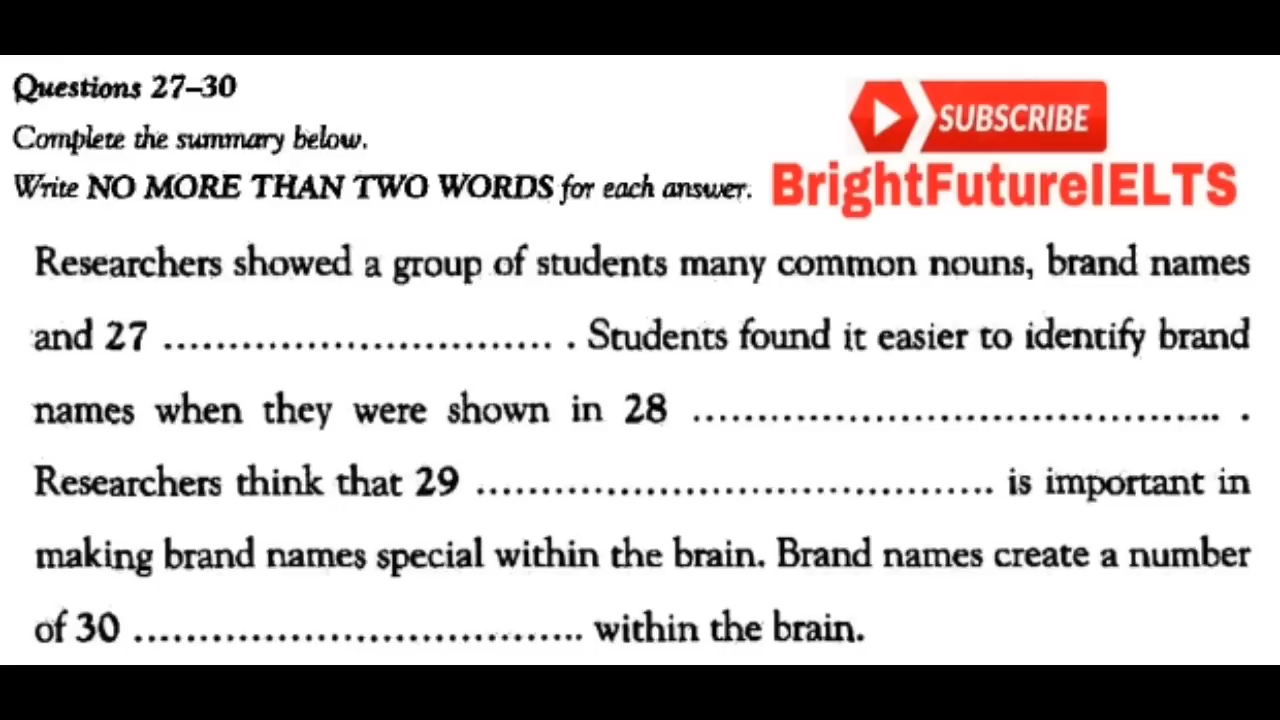 Questions 27–30
Complete the summary below.
Write NO MORE THAN TWO WORDS for each answer.
SUBSCRIBE
BrightFutureIELTS
Researchers showed a group of students many common nouns, brand names
and 27 .............................. . Students found it easier to identify brand
names when they were shown in 28 ........................................ .
Researchers think that 29 ........................................ is important in
making brand names special within the brain. Brand names create a number
of 30 .................................. within the brain.